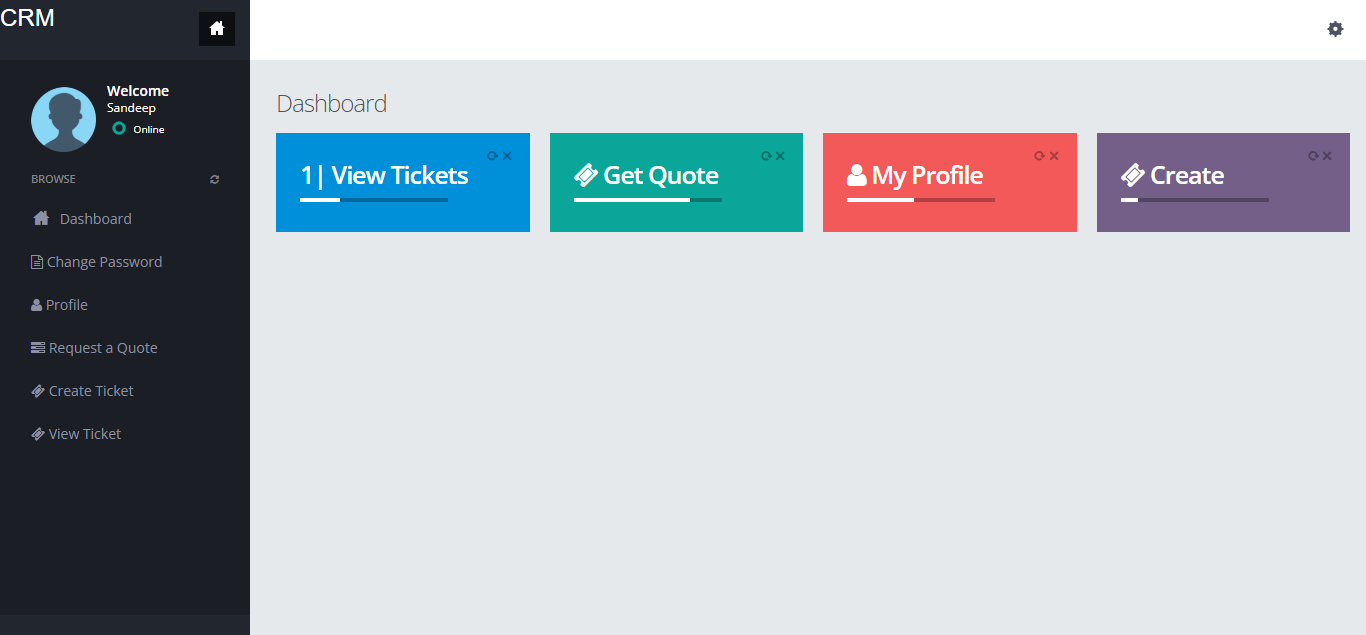 CRM
Welcome
Sandeep
Online
BROWSE
Dashboard
Change Password
Profile
Request a Quote
Create Ticket
View Ticket
Dashboard
1| View Tickets
Get Quote
My Profile
Create